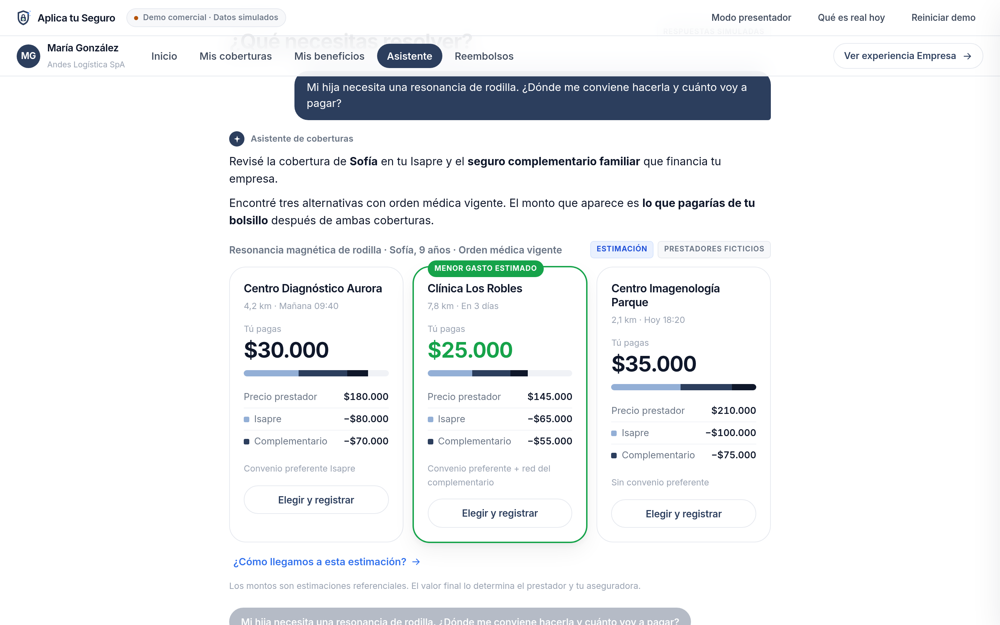 Aplica tu Seguro
Demo comercial · Datos simulados
Modo presentador
Qué es real hoy
Reiniciar demo
¿Qué necesitas resolver?
RESPUESTAS SIMULADAS
MG
María González
Andes Logística SpA
Inicio
Mis coberturas
Mis beneficios
Asistente
Reembolsos
Ver experiencia Empresa →
Mi hija necesita una resonancia de rodilla. ¿Dónde me conviene hacerla y cuánto voy a
pagar?
Asistente de coberturas
Revisé la cobertura de Sofía en tu Isapre y el seguro complementario familiar que financia tu
empresa.
Encontré tres alternativas con orden médica vigente. El monto que aparece es lo que pagarías de tu
bolsillo después de ambas coberturas.
Resonancia magnética de rodilla · Sofía, 9 años · Orden médica vigente
ESTIMACIÓN
PRESTADORES FICTICIOS
Centro Diagnóstico Aurora
4,2 km · Mañana 09:40
Tú pagas
$30.000
Precio prestador $180.000
Isapre −$80.000
Complementario −$70.000
Convenio preferente Isapre
Elegir y registrar
MENOR GASTO ESTIMADO
Clínica Los Robles
7,8 km · En 3 días
Tú pagas
$25.000
Precio prestador $145.000
Isapre −$65.000
Complementario −$55.000
Convenio preferente + red del
complementario
Elegir y registrar
Centro Imagenología
Parque
2,1 km · Hoy 18:20
Tú pagas
$35.000
Precio prestador $210.000
Isapre −$100.000
Complementario −$75.000
Sin convenio preferente
Elegir y registrar
¿Cómo llegamos a esta estimación? →
Los montos son estimaciones referenciales. El valor final lo determina el prestador y tu aseguradora.
Mi hija necesita una resonancia de rodilla. ¿Dónde me conviene hacerla y cuánto voy a pagar?